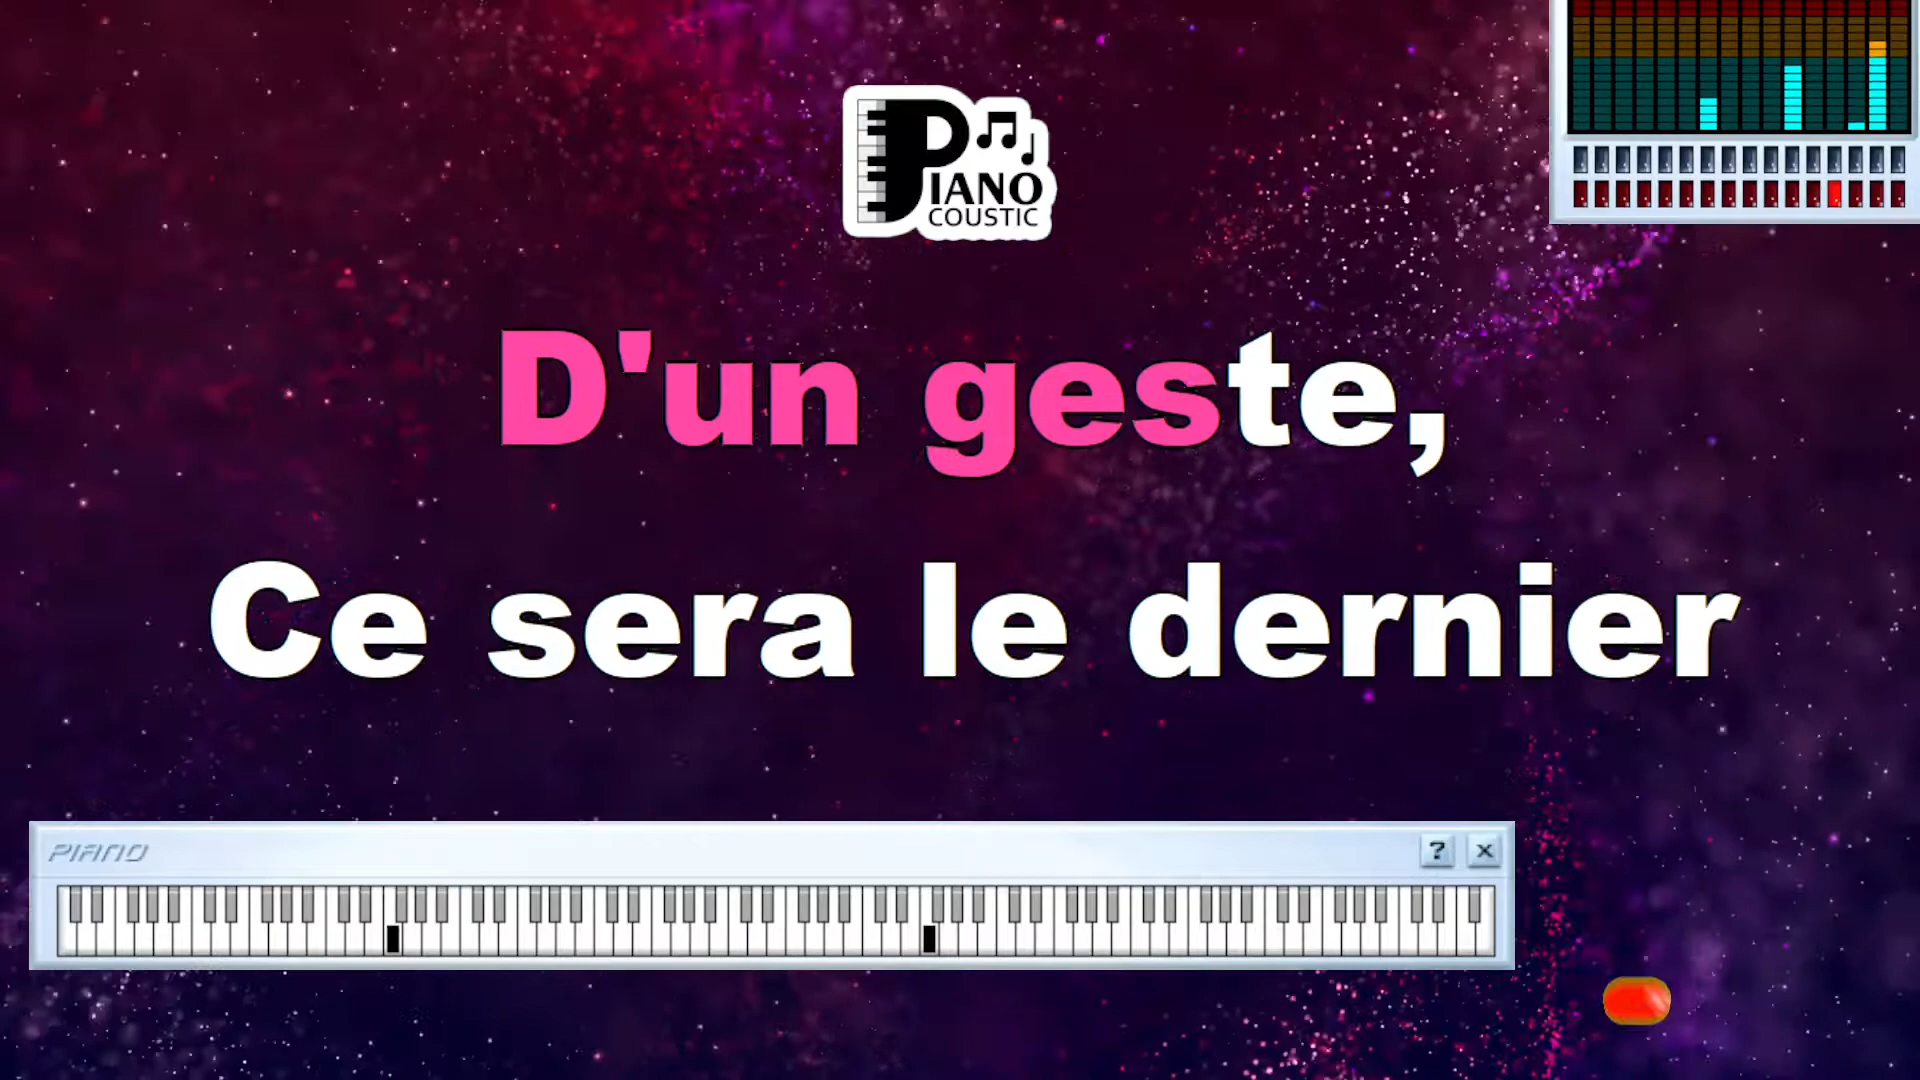 PIANO
COUSTIC
D'un geste,
Ce sera le dernier
PIANO
?